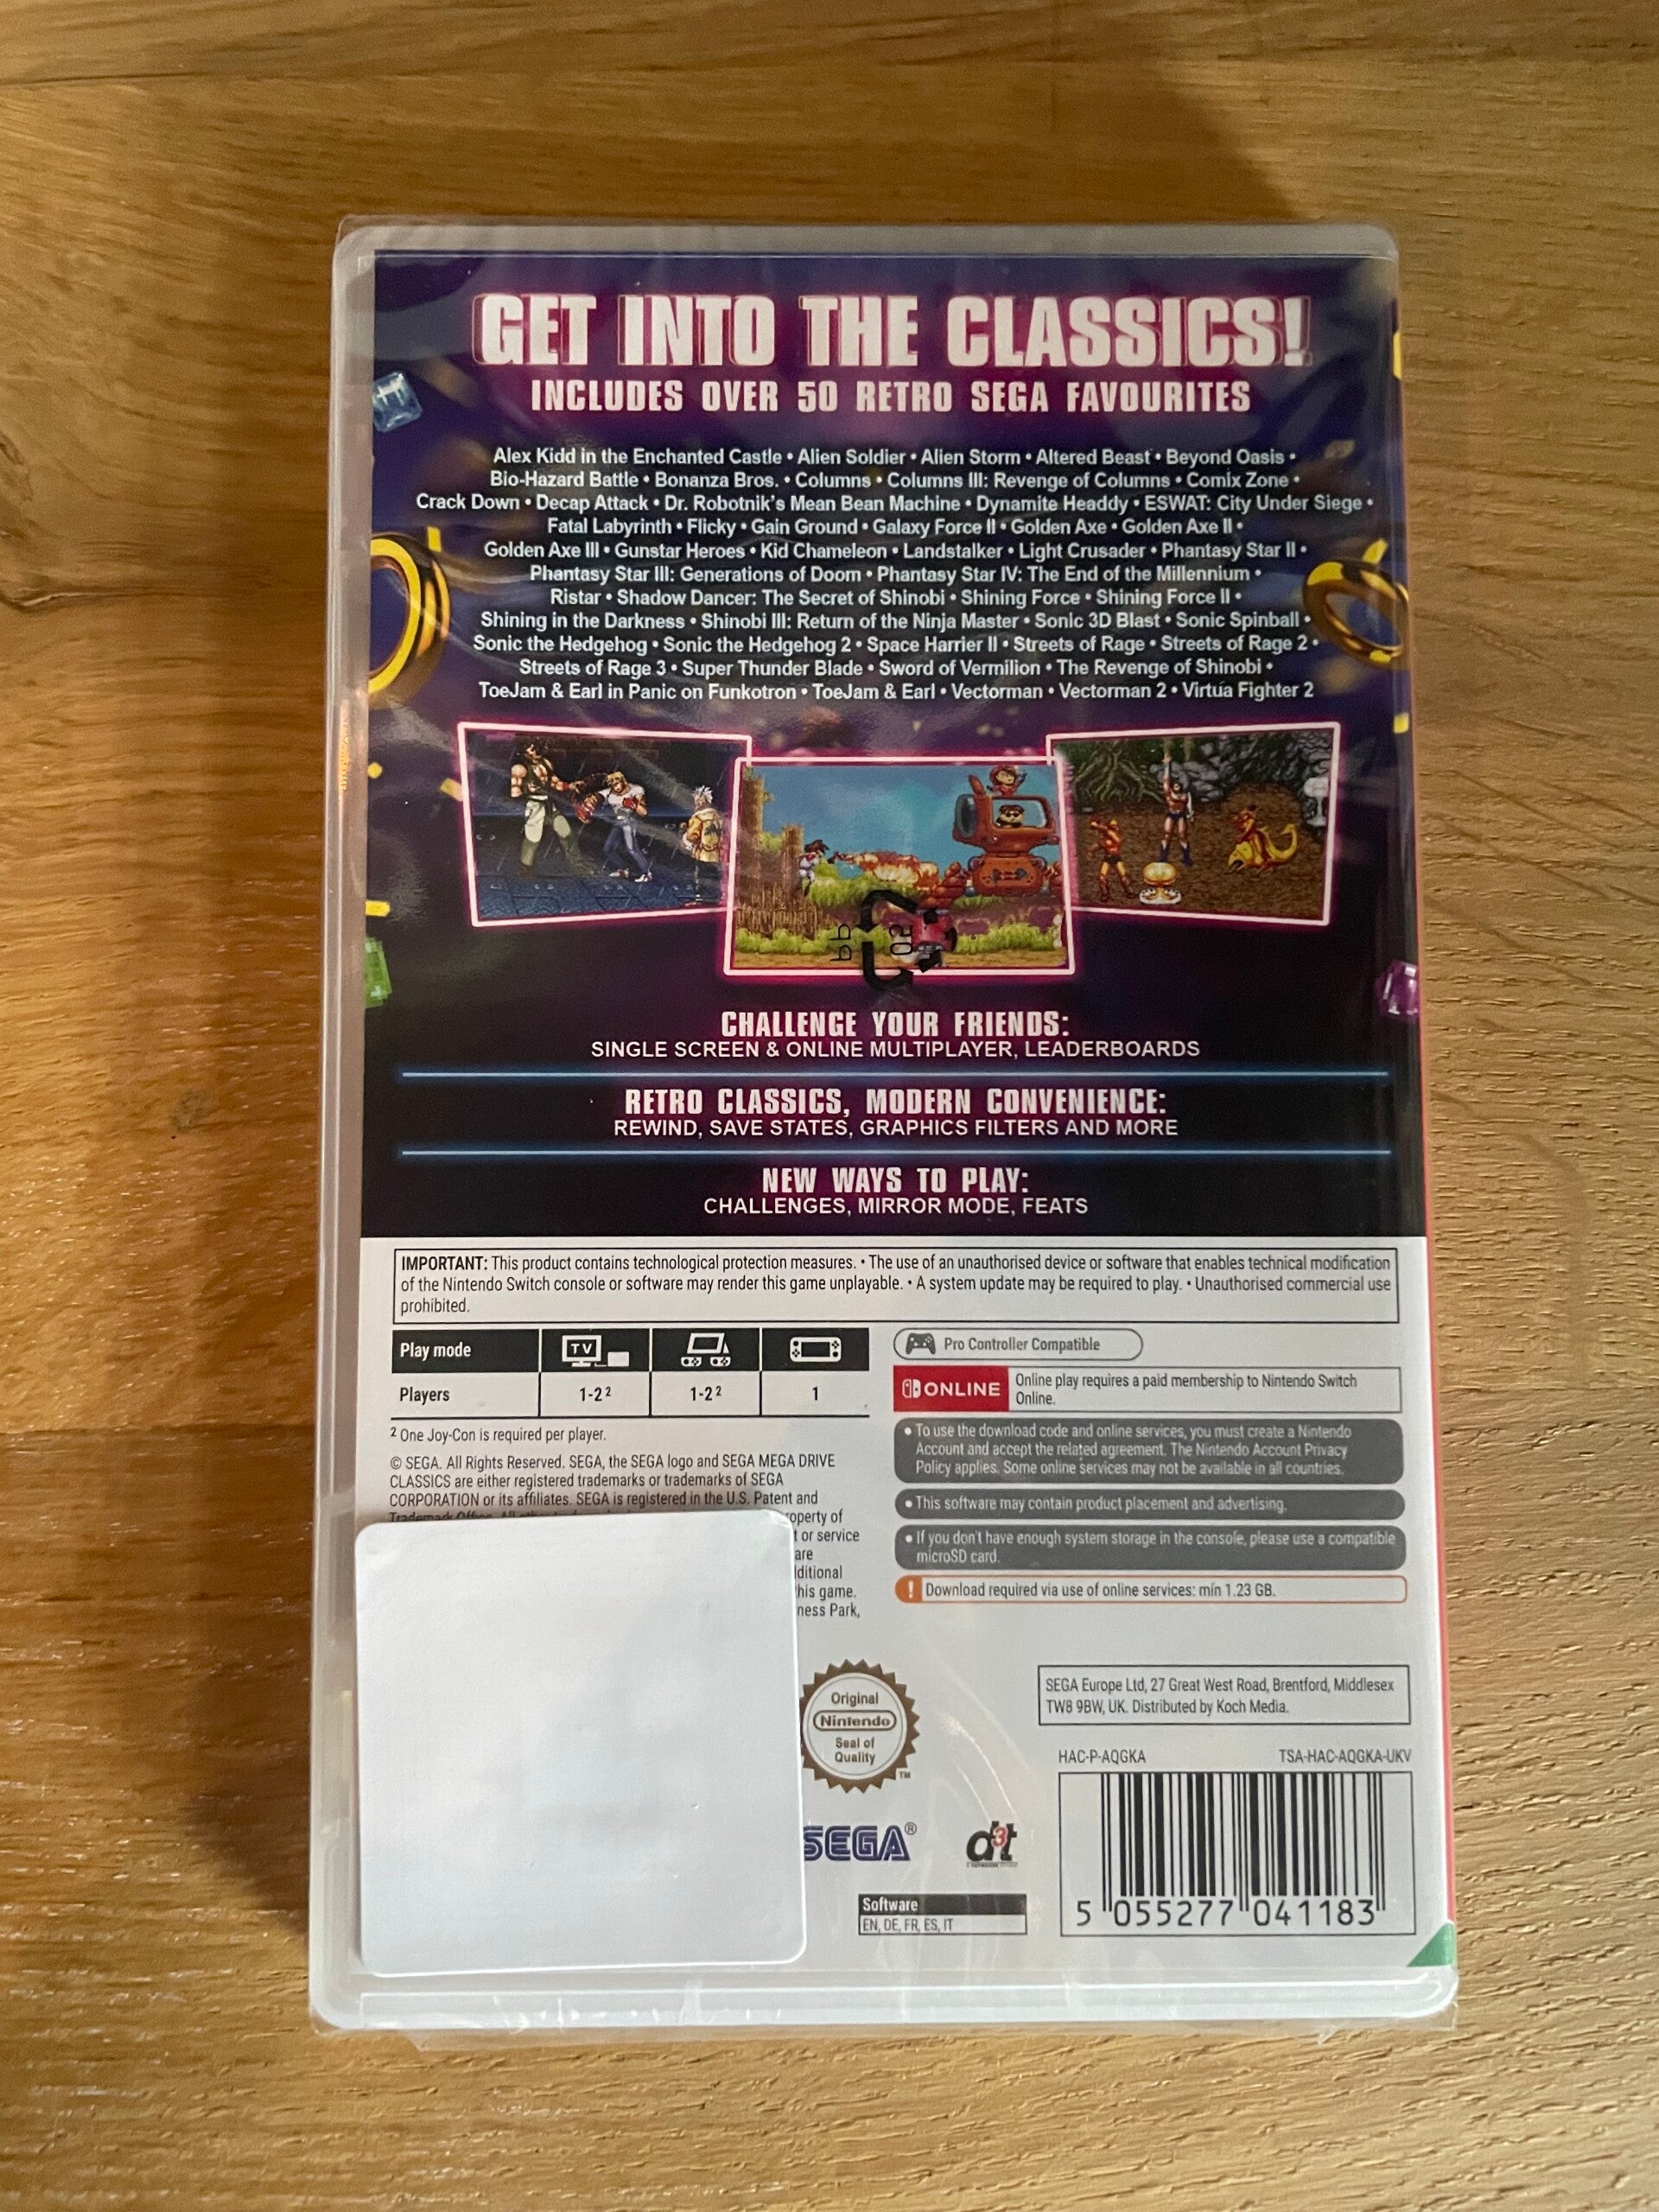 GET INTO THE CLASSICS!
INCLUDES OVER 50 RETRO SEGA FAVOURITES
Alex Kidd in the Enchanted Castle • Alien Soldier • Alien Storm • Altered Beast • Beyond Oasis •
Bio-Hazard Battle • Bonanza Bros. • Columns • Columns III: Revenge of Columns • Comix Zone •
Crack Down • Decap Attack • Dr. Robotnik's Mean Bean Machine • Dynamite Headdy • ESWAT: City Under Siege •
Fatal Labyrinth • Flicky • Gain Ground • Galaxy Force II • Golden Axe • Golden Axe II •
Golden Axe III • Gunstar Heroes • Kid Chameleon • Landstalker • Light Crusader • Phantasy Star II •
Phantasy Star III: Generations of Doom • Phantasy Star IV: The End of the Millennium •
Ristar • Shadow Dancer: The Secret of Shinobi • Shining Force • Shining Force II •
Shining in the Darkness • Shinobi III: Return of the Ninja Master • Sonic 3D Blast • Sonic Spinball •
Sonic the Hedgehog • Sonic the Hedgehog 2 • Space Harrier II • Streets of Rage • Streets of Rage 2 •
Streets of Rage 3 • Super Thunder Blade • Sword of Vermilion • The Revenge of Shinobi •
ToeJam & Earl in Panic on Funkotron • ToeJam & Earl • Vectorman • Vectorman 2 • Virtua Fighter 2
CHALLENGE YOUR FRIENDS:
SINGLE SCREEN & ONLINE MULTIPLAYER, LEADERBOARDS
RETRO CLASSICS, MODERN CONVENIENCE:
REWIND, SAVE STATES, GRAPHICS FILTERS AND MORE
NEW WAYS TO PLAY:
CHALLENGES, MIRROR MODE, FEATS
IMPORTANT: This product contains technological protection measures. • The use of an unauthorised device or software that enables technical modification
of the Nintendo Switch console or software may render this game unplayable. • A system update may be required to play. • Unauthorised commercial use
prohibited.
Play mode TV
Players 1-2² 1-2² 1
² One Joy-Con is required per player.
© SEGA. All Rights Reserved. SEGA, the SEGA logo and SEGA MEGA DRIVE
CLASSICS are either registered trademarks or trademarks of SEGA
CORPORATION or its affiliates. SEGA is registered in the U.S. Patent and
Trademark Office. All property of
t or service
are
ditional
his game.
ness Park,
Pro Controller Compatible
ONLINE
Online play requires a paid membership to Nintendo Switch
Online.
• To use the download code and online services, you must create a Nintendo
Account and accept the related agreement. The Nintendo Account Privacy
Policy applies. Some online services may not be available in all countries.
• This software may contain product placement and advertising.
• If you don't have enough system storage in the console, please use a compatible
microSD card.
! Download required via use of online services: min 1.23 GB.
Original
Nintendo
Seal of
Quality
TM
SEGA Europe Ltd, 27 Great West Road, Brentford, Middlesex
TW8 9BW, UK. Distributed by Koch Media.
HAC-P-AQGKA TSA-HAC-AQGKA-UKV
SEGA®
d3t
Software
EN, DE, FR, ES, IT
5 055277 041183